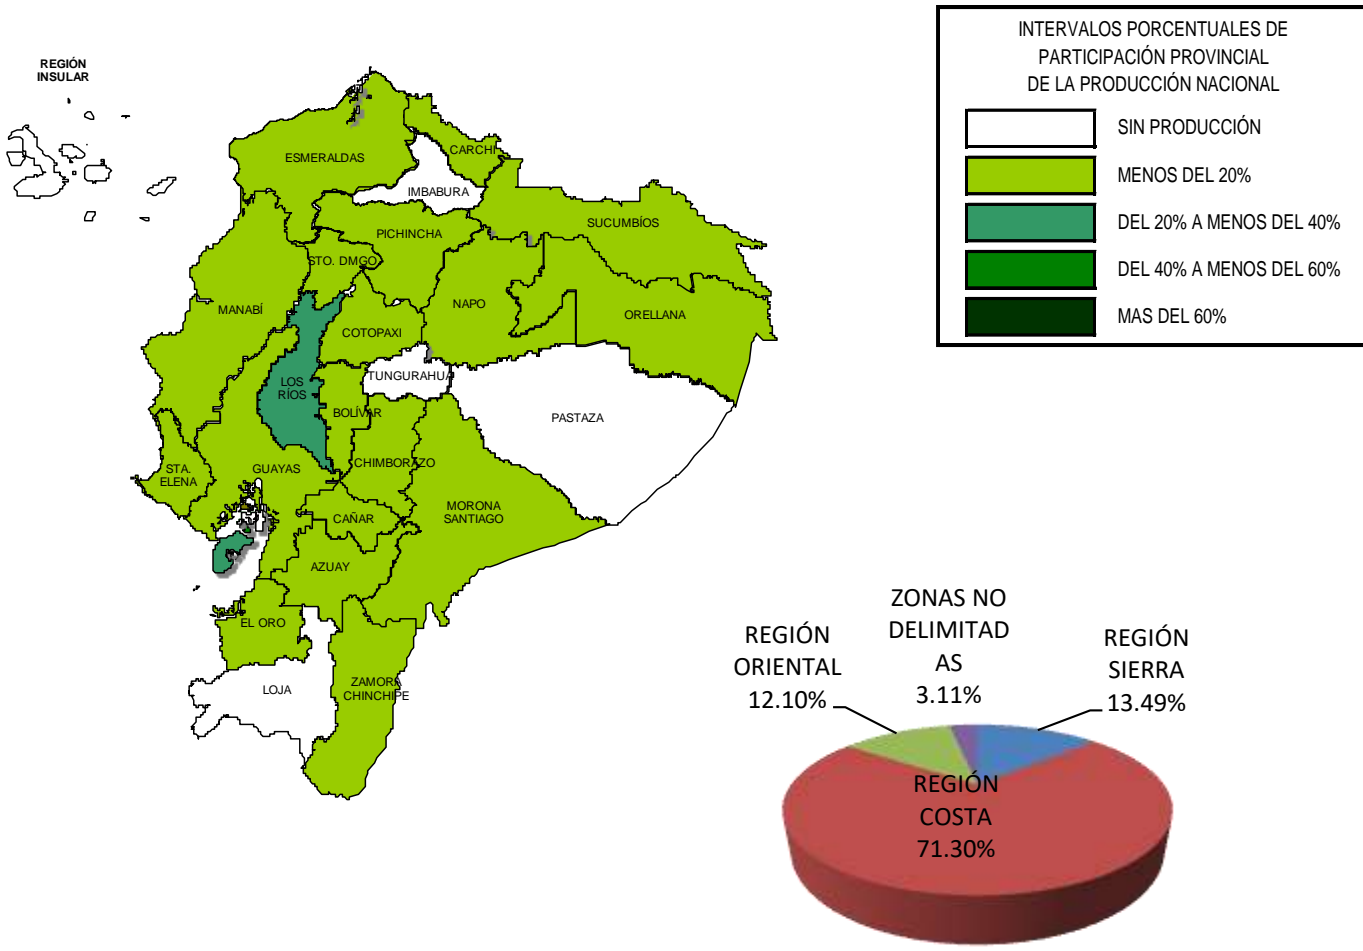 REGIÓN
INSULAR
INTERVALOS PORCENTUALES DE
PARTICIPACIÓN PROVINCIAL
DE LA PRODUCCIÓN NACIONAL
SIN PRODUCCIÓN
MENOS DEL 20%
DEL 20% A MENOS DEL 40%
DEL 40% A MENOS DEL 60%
MAS DEL 60%
ESMERALDAS
CARCHI
IMBABURA
SUCUMBÍOS
PICHINCHA
STO. DMGO
MANABÍ
NAPO
ORELLANA
COTOPAXI
LOS
RÍOS
TUNGURAHUA
BOLÍVAR
PASTAZA
STA.
ELENA
GUAYAS
CHIMBORAZO
CAÑAR
MORONA
SANTIAGO
AZUAY
EL ORO
LOJA
ZAMORA
CHINCHIPE
REGIÓN
ORIENTAL
12.10%
ZONAS NO
DELIMITAD
AS
3.11%
REGIÓN
SIERRA
13.49%
REGIÓN
COSTA
71.30%